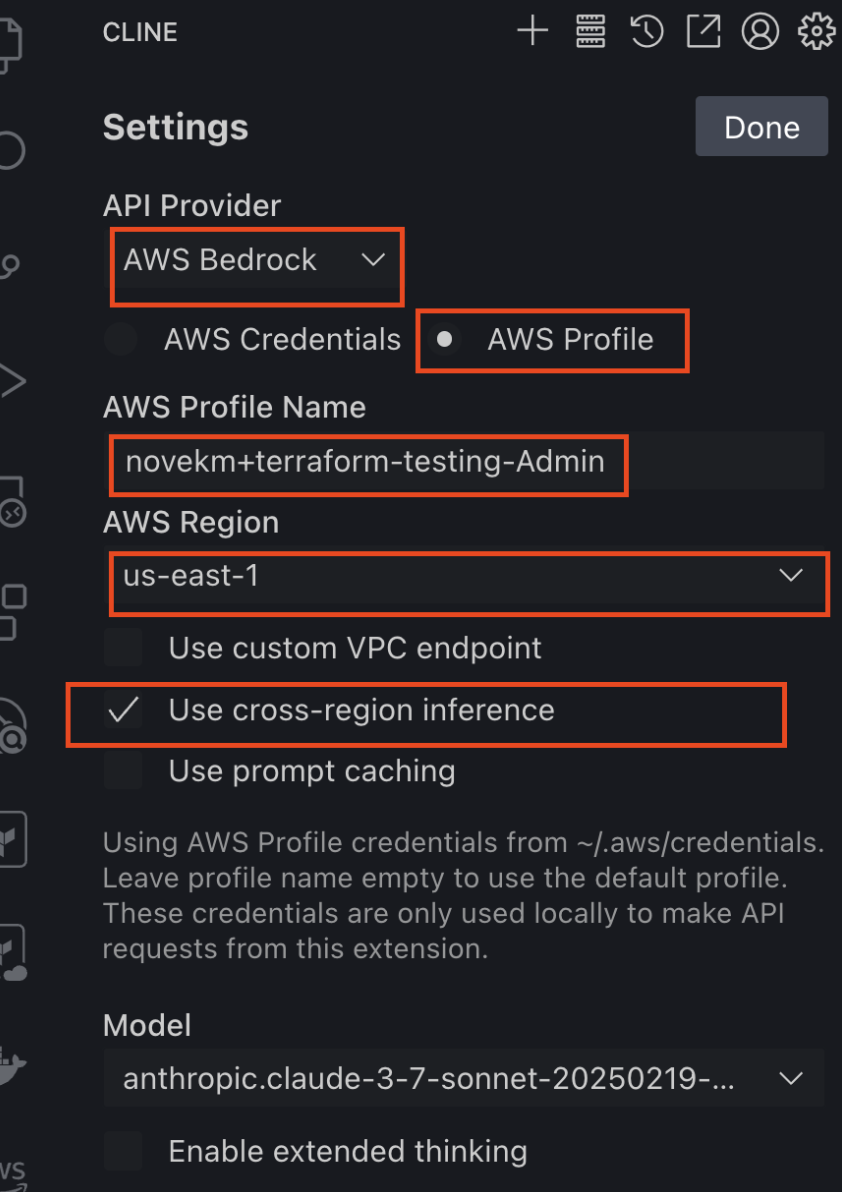 CLINE
Settings
Done
API Provider
AWS Bedrock
AWS Credentials AWS Profile
AWS Profile Name
novekm+terraform-testing-Admin
AWS Region
us-east-1
Use custom VPC endpoint
Use cross-region inference
Use prompt caching
Using AWS Profile credentials from ~/.aws/credentials.
Leave profile name empty to use the default profile.
These credentials are only used locally to make API
requests from this extension.
Model
anthropic.claude-3-7-sonnet-20250219-...
Enable extended thinking